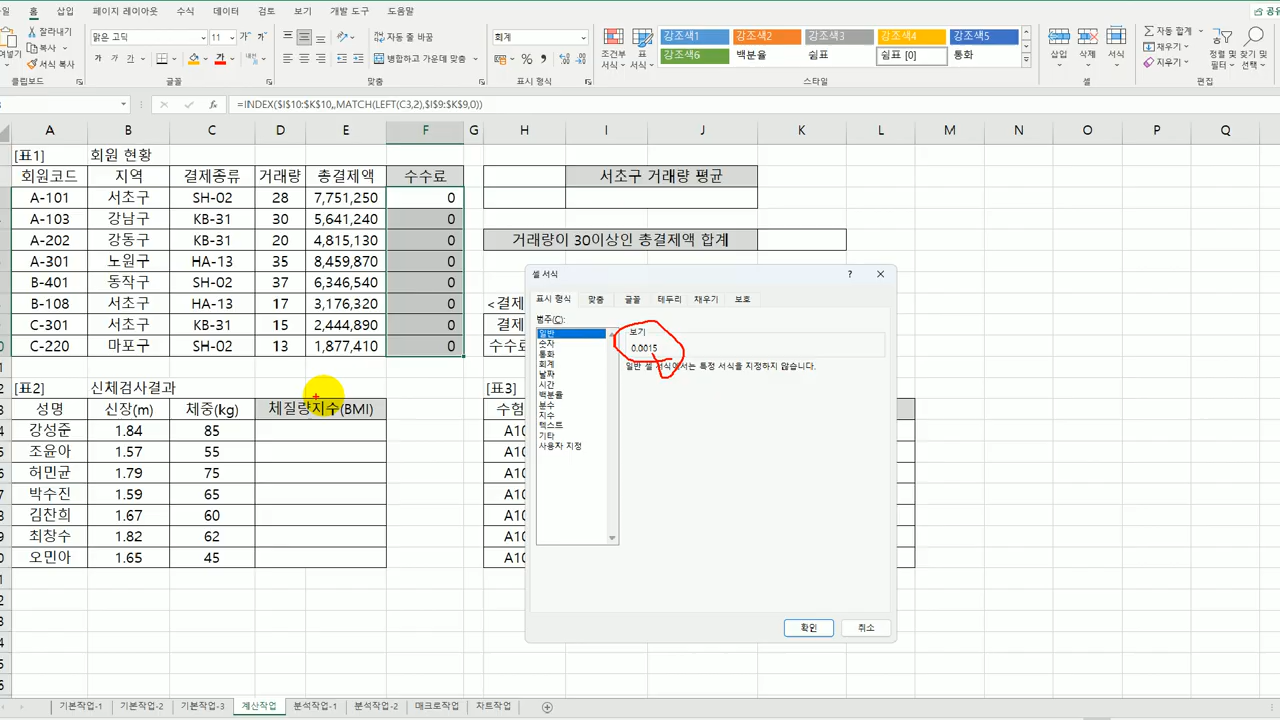 파일 홈 삽입 페이지 레이아웃 수식 데이터 검토 보기 개발 도구 도움말 공유
잘라내기
복사
서식 복사
클립보드
맑은 고딕 11
가 가 가
글꼴
자동 줄 바꿈
병합하고 가운데 맞춤
맞춤
회계
표시 형식
조건부 서식
강조색1 강조색2 강조색3 강조색4 강조색5
강조색6 백분율 쉼표 쉼표 [0] 통화
스타일
삽입 삭제 서식
셀
자동 합계
채우기
지우기
정렬 및 찾기 및
선택
편집
=INDEX($I$10:$K$10,,MATCH(LEFT(C3,2),$I$9:$K$9,0))
A B C D E F G H I J K L M N O P Q
[표1] 회원 현황
회원코드 지역 결제종류 거래량 총결제액 수수료 서초구 거래량 평균
A-101 서초구 SH-02 28 7,751,250 0
A-103 강남구 KB-31 30 5,641,240 0
A-202 강동구 KB-31 20 4,815,130 0 거래량이 30이상인 총결제액 합계
A-301 노원구 HA-13 35 8,459,870 0
B-401 동작구 SH-02 37 6,346,540 0
B-108 서초구 HA-13 17 3,176,320 0 <결제
C-301 서초구 KB-31 15 2,444,890 0 결제
C-220 마포구 SH-02 13 1,877,410 0 수수료
[표2] 신체검사결과 [표3]
성명 신장(m) 체중(kg) 체질량지수(BMI) 수험
강성준 1.84 85 A10
조윤아 1.57 55 A10
허민균 1.79 75 A10
박수진 1.59 65 A10
김찬희 1.67 60 A10
최창수 1.82 62 A10
오민아 1.65 45 A10
셀 서식 ? ×
표시 형식 맞춤 글꼴 테두리 채우기 보호
범주(C):
일반
숫자
통화
회계
날짜
시간
백분율
분수
지수
텍스트
기타
사용자 지정
보기
0.0015
일반 셀 서식에서는 특정 서식을 지정하지 않습니다.
확인 취소
기본작업-1 기본작업-2 기본작업-3 계산작업 분석작업-1 분석작업-2 매크로작업 차트작업